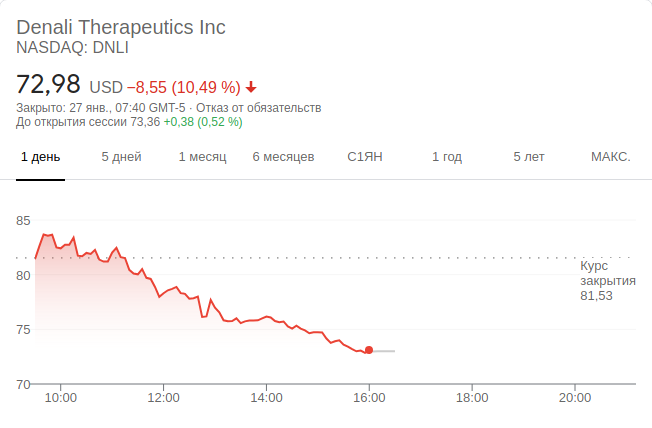 Denali Therapeutics Inc
NASDAQ: DNLI
72,98 USD −8,55 (10,49 %)
Закрыто: 27 янв., 07:40 GMT-5 · Отказ от обязательств
До открытия сессии 73,36 +0,38 (0,52 %)
1 день 5 дней 1 месяц 6 месяцев С1ЯН 1 год 5 лет МАКС.
85
Курс
закрытия
81,53
80
75
70
10:00 12:00 14:00 16:00 18:00 20:00